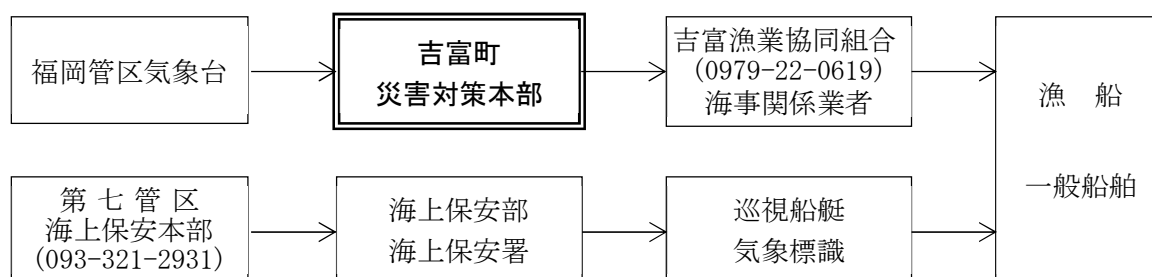 福岡管区気象台
吉富町
災害対策本部
吉富漁業協同組合
(0979-22-0619)
海事関係業者
漁　船
一般船舶
第 七 管 区
海上保安本部
(093-321-2931)
海上保安部
海上保安署
巡視船艇
気象標識